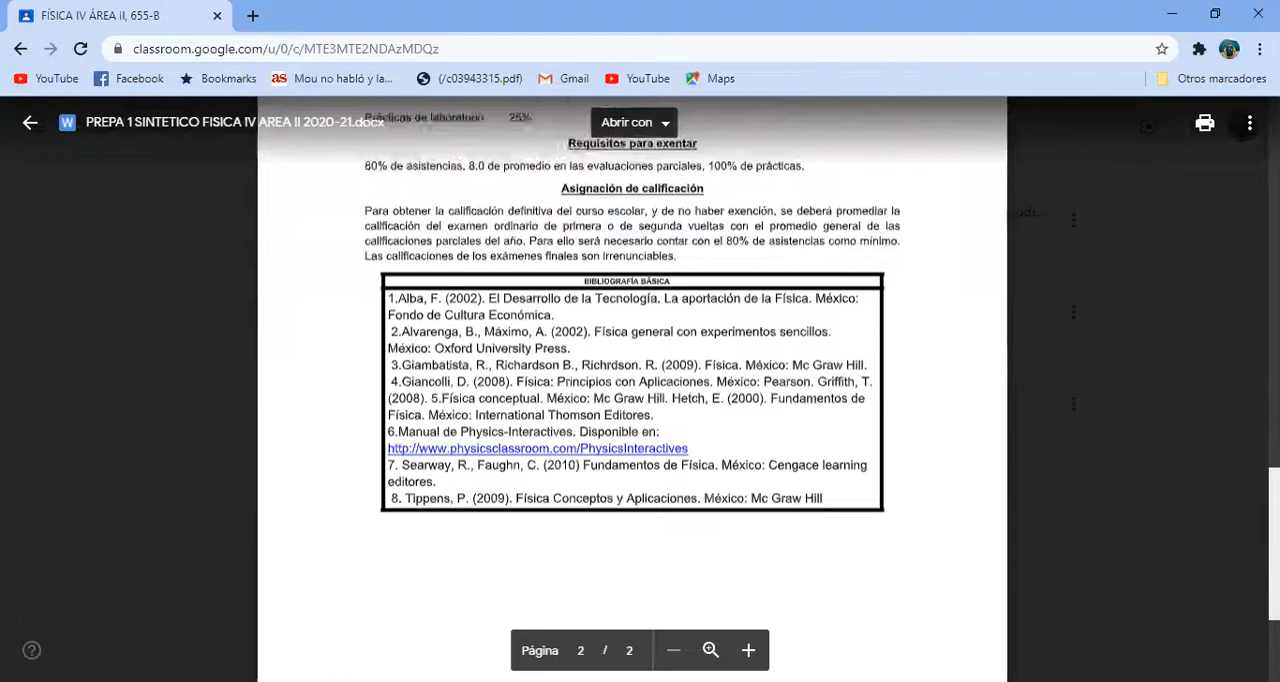 FÍSICA IV ÁREA II, 655-B
classroom.google.com/u/0/c/MTE3MTE2NDAzMDQz
YouTube Facebook Bookmarks Mou no habló y la... (/c03943315.pdf) Gmail YouTube Maps Otros marcadores
PREPA 1 SINTETICO FISICA IV AREA II 2020-21.docx
Abrir con
Prácticas de laboratorio 25%
Requisitos para exentar
80% de asistencias, 8.0 de promedio en las evaluaciones parciales, 100% de prácticas.
Asignación de calificación
Para obtener la calificación definitiva del curso escolar, y de no haber exención, se deberá promediar la
calificación del examen ordinario de primera o de segunda vueltas con el promedio general de las
calificaciones parciales del año. Para ello será necesario contar con el 80% de asistencias como mínimo.
Las calificaciones de los exámenes finales son irrenunciables.
BIBLIOGRAFÍA BÁSICA
1.Alba, F. (2002). El Desarrollo de la Tecnología. La aportación de la Física. México:
Fondo de Cultura Económica.
2.Alvarenga, B., Máximo, A. (2002). Física general con experimentos sencillos.
México: Oxford University Press.
3.Giambatista, R., Richardson B., Richrdson. R. (2009). Física. México: Mc Graw Hill.
4.Giancolli, D. (2008). Física: Principios con Aplicaciones. México: Pearson. Griffith, T.
(2008). 5.Física conceptual. México: Mc Graw Hill. Hetch, E. (2000). Fundamentos de
Física. México: International Thomson Editores.
6.Manual de Physics-Interactives. Disponible en:
http://www.physicsclassroom.com/PhysicsInteractives
7. Searway, R., Faughn, C. (2010) Fundamentos de Física. México: Cengace learning
editores.
8. Tippens, P. (2009). Física Conceptos y Aplicaciones. México: Mc Graw Hill
Página 2 / 2